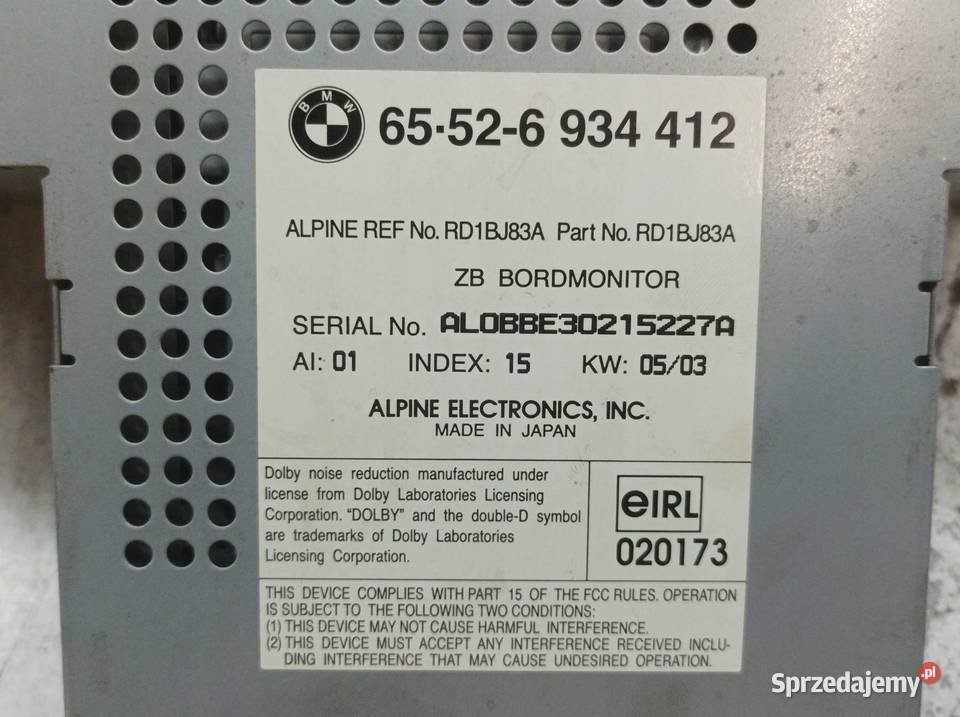 BMW
65·52-6 934 412
ALPINE REF No. RD1BJ83A Part No. RD1BJ83A
ZB BORDMONITOR
SERIAL No. AL0BBE30215227A
AI: 01 INDEX: 15 KW: 05/03
ALPINE ELECTRONICS, INC.
MADE IN JAPAN
Dolby noise reduction manufactured under
license from Dolby Laboratories Licensing
Corporation. “DOLBY” and the double-D symbol
are trademarks of Dolby Laboratories
Licensing Corporation.
eIRL
020173
THIS DEVICE COMPLIES WITH PART 15 OF THE FCC RULES. OPERATION
IS SUBJECT TO THE FOLLOWING TWO CONDITIONS:
(1) THIS DEVICE MAY NOT CAUSE HARMFUL INTERFERENCE.
(2) THIS DEVICE MUST ACCEPT ANY INTERFERENCE RECEIVED INCLU-
DING INTERFERENCE THAT MAY CAUSE UNDESIRED OPERATION.
Sprzedajemy.pl